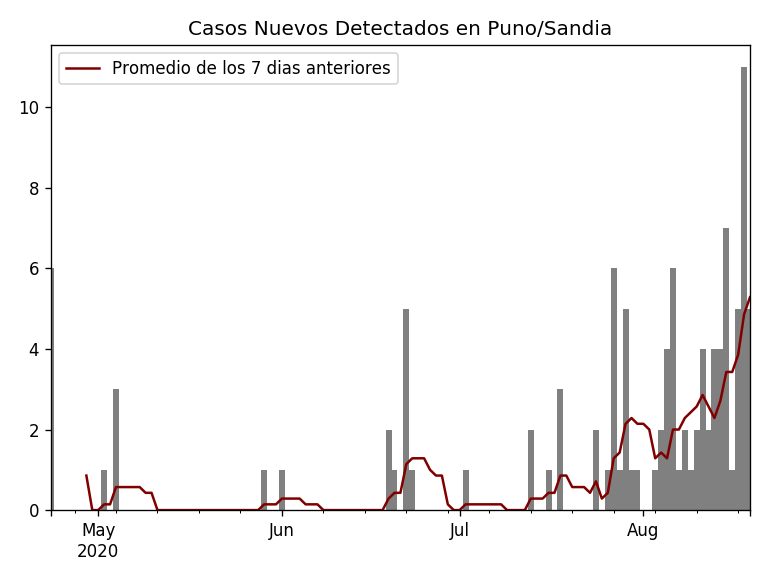 Casos Nuevos Detectados en Puno/Sandia
Promedio de los 7 dias anteriores
10
8
6
4
2
0
May Jun Jul Aug
2020